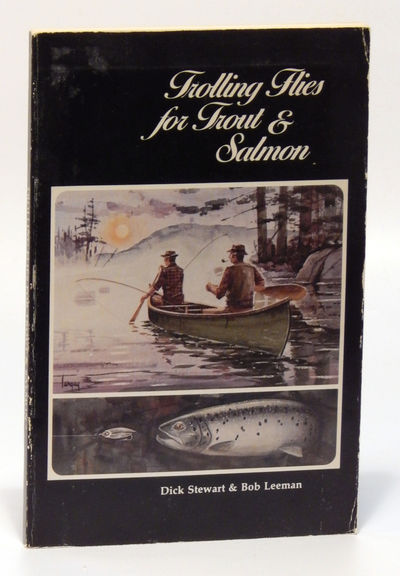 Trolling Flies
for Trout &
Salmon
Dick Stewart & Bob Leeman